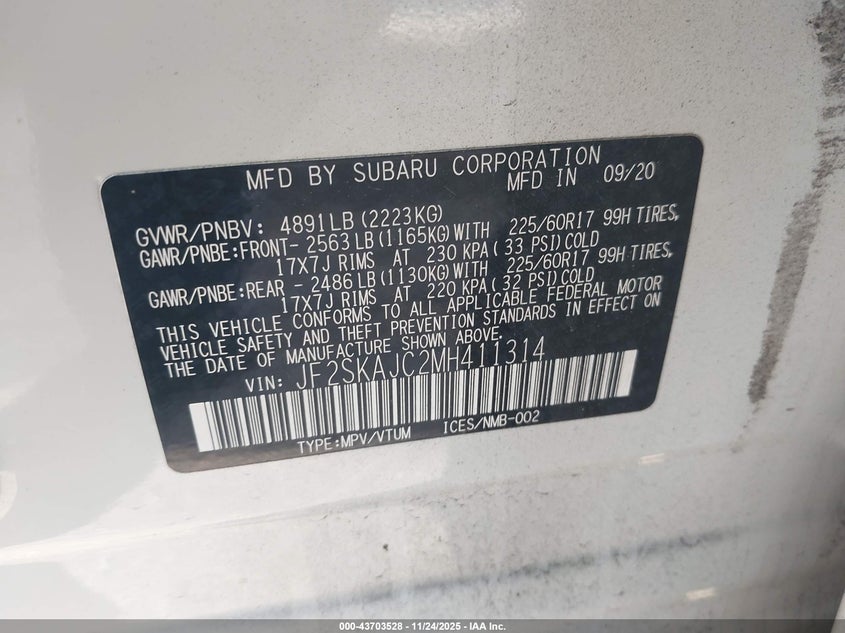 MFD BY SUBARU CORPORATION
MFD IN 09/20
GVWR/PNBV: 4891LB (2223KG)
GAWR/PNBE:FRONT- 2563LB (1165KG)WITH 225/60R17 99H TIRES,
17X7J RIMS AT 230 KPA( 33 PSI)COLD
GAWR/PNBE:REAR - 2486LB (1130KG)WITH 225/60R17 99H TIRES,
17X7J RIMS AT 220 KPA( 32 PSI)COLD
THIS VEHICLE CONFORMS TO ALL APPLICABLE FEDERAL MOTOR
VEHICLE SAFETY AND THEFT PREVENTION STANDARDS IN EFFECT ON
THE DATE OF MANUFACTURE SHOWN ABOVE.
VIN: JF2SKAJC2MH411314
TYPE:MPV/VTUM ICES/NMB-002
000-43703528 - 11/24/2025 - IAA Inc.